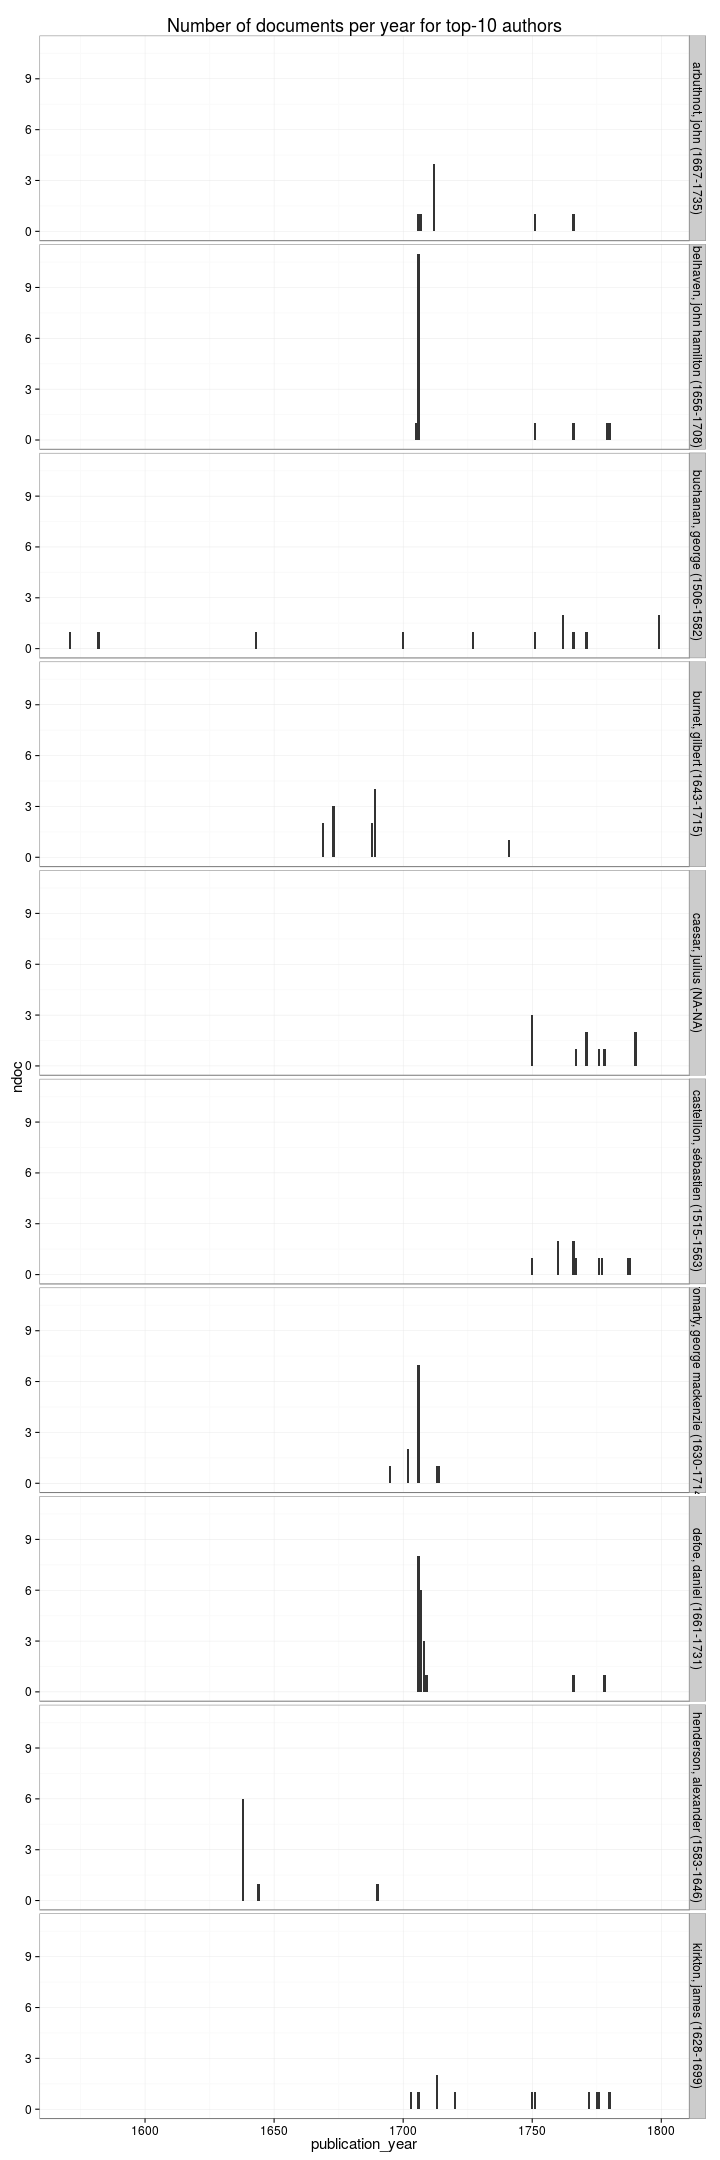 Number of documents per year for top-10 authors
9
6
3
0
arbuthnot, john (1667-1735)
9
6
3
0
belhaven, john hamilton (1656-1708)
9
6
3
0
buchanan, george (1506-1582)
9
6
3
0
burnet, gilbert (1643-1715)
9
6
3
0
caesar, julius (NA-NA)
ndoc
9
6
3
0
castellion, sébastien (1515-1563)
9
6
3
0
omarty, george mackenzie (1630-1714
9
6
3
0
defoe, daniel (1661-1731)
9
6
3
0
henderson, alexander (1583-1646)
9
6
3
0
kirkton, james (1628-1699)
1600 1650 1700 1750 1800
publication_year